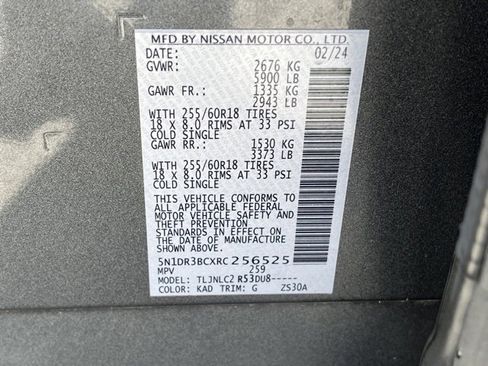 MFD BY NISSAN MOTOR CO., LTD.
DATE: 02/24
GVWR: 2676 KG
5900 LB
GAWR FR.: 1335 KG
2943 LB
WITH 255/60R18 TIRES
18 X 8.0 RIMS AT 33 PSI
COLD SINGLE
GAWR RR.: 1530 KG
3373 LB
WITH 255/60R18 TIRES
18 X 8.0 RIMS AT 33 PSI
COLD SINGLE
THIS VEHICLE CONFORMS TO
ALL APPLICABLE FEDERAL
MOTOR VEHICLE SAFETY AND
THEFT PREVENTION
STANDARDS IN EFFECT ON
THE DATE OF MANUFACTURE
SHOWN ABOVE.
5N1DR3BCXRC256525
MPV 259
MODEL: TLJNLC2 R53DU8-----
COLOR: KAD TRIM: G ZS30A